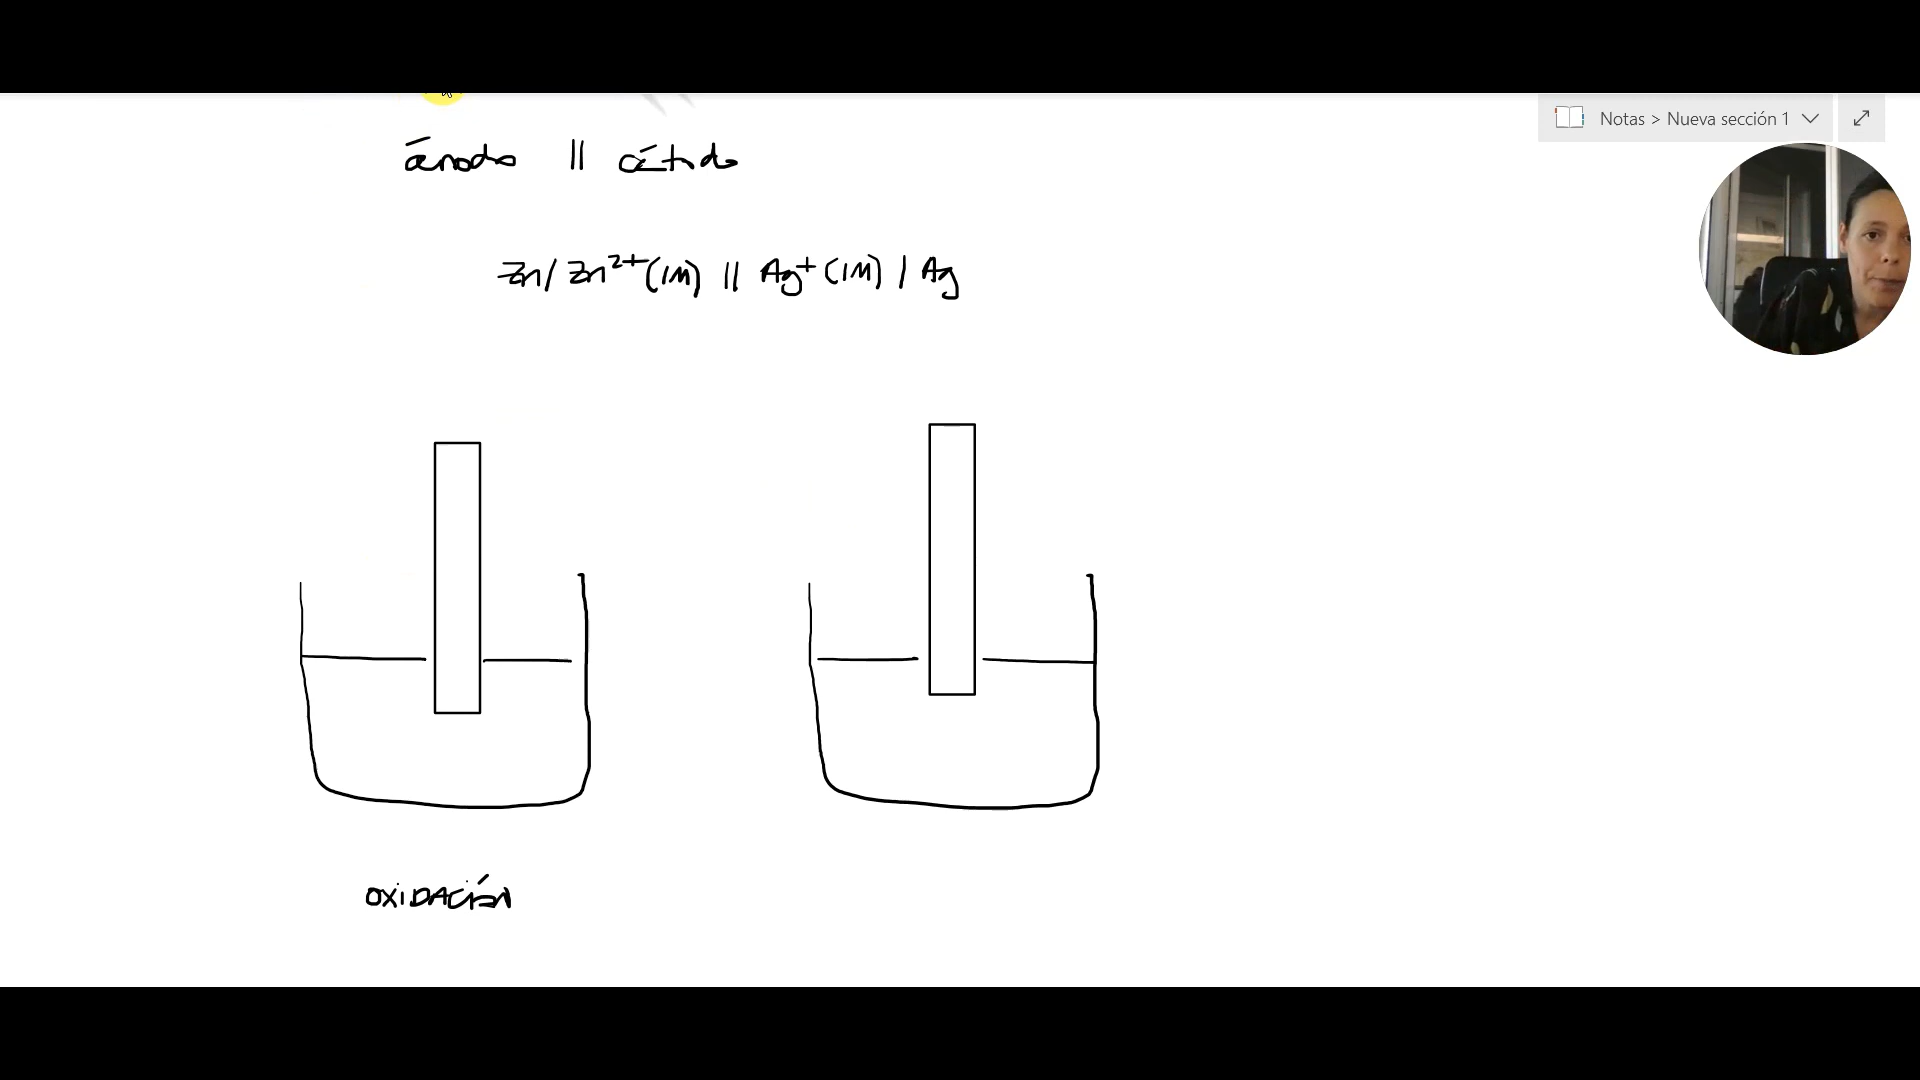 Notas > Nueva sección 1
ánodo || cátodo
Zn/Zn²⁺(1M) || Ag⁺(1M) | Ag
OXIDACIÓN